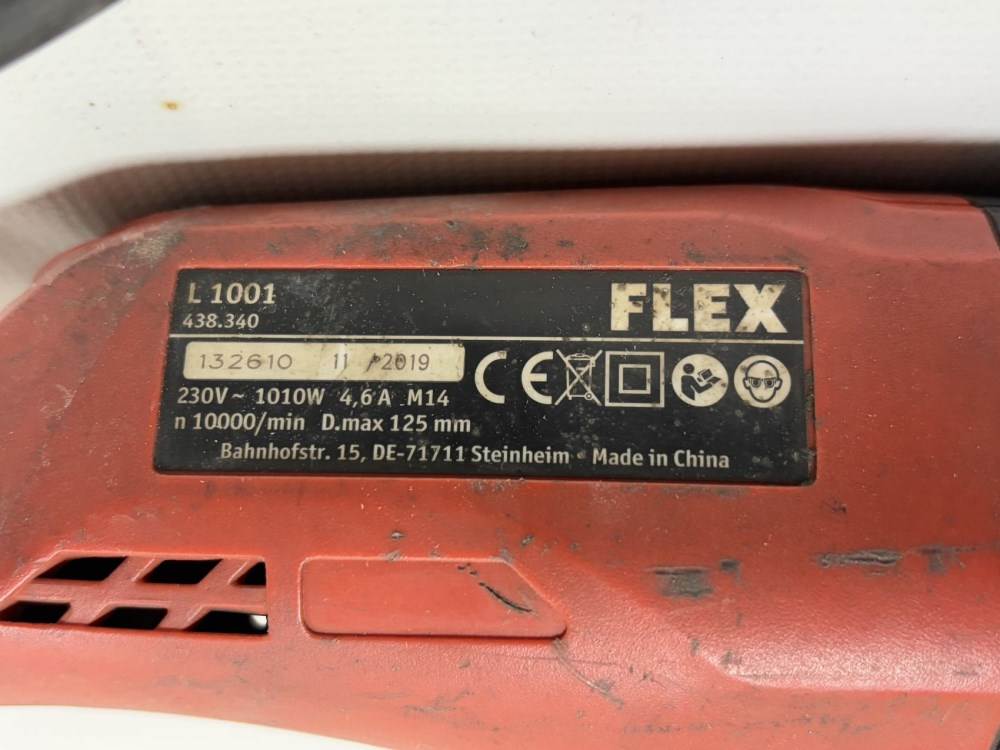 L 1001
438.340
FLEX
132610 11 / 2019
CE
230V~ 1010W 4,6 A M14
n 10000/min D.max 125 mm
Bahnhofstr. 15, DE-71711 Steinheim · Made in China